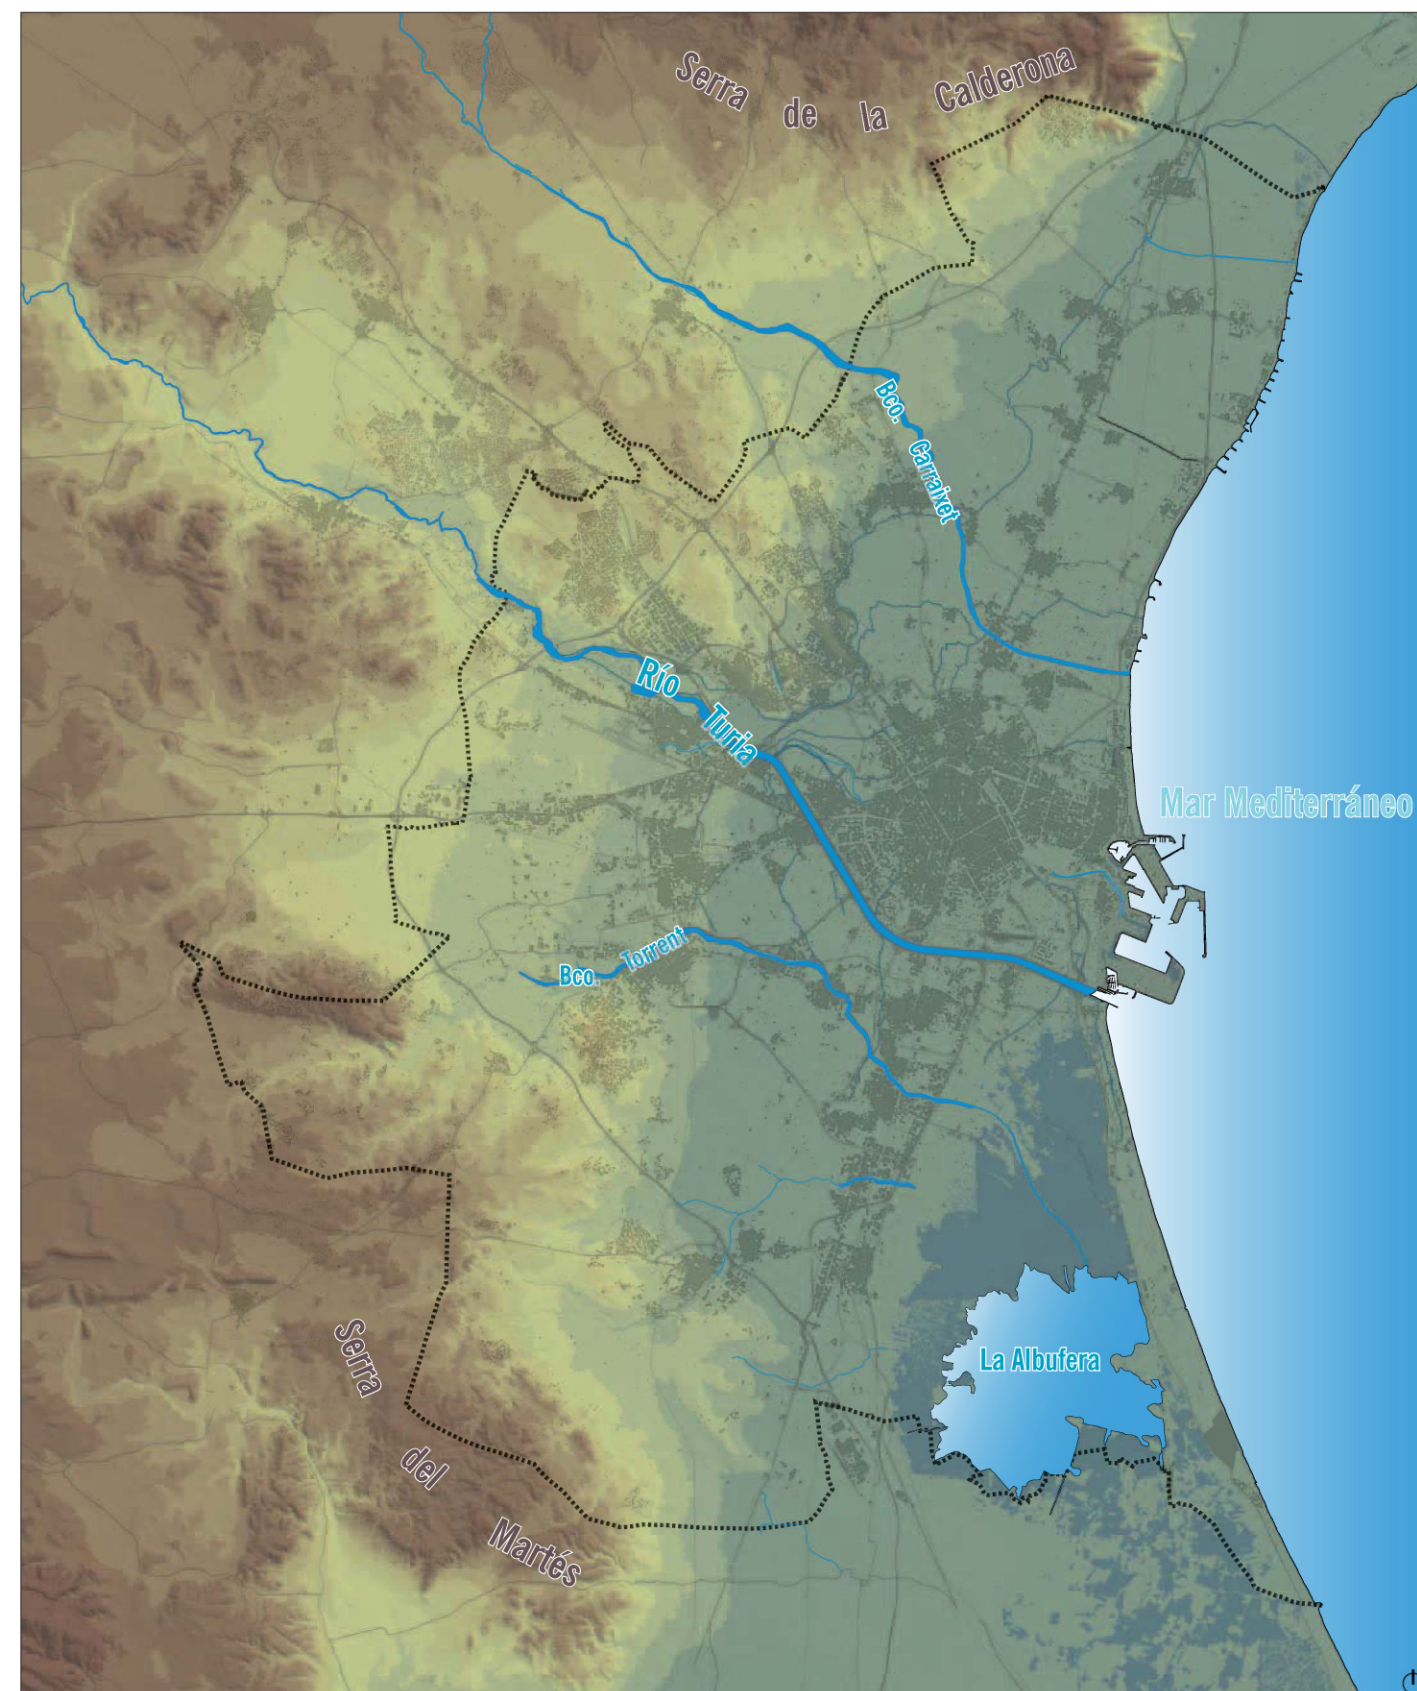 Serra de la Calderona
Bco. Carraixet
Río Turia
Mar Mediterráneo
Bco. Torrent
La Albufera
Serra del Martés